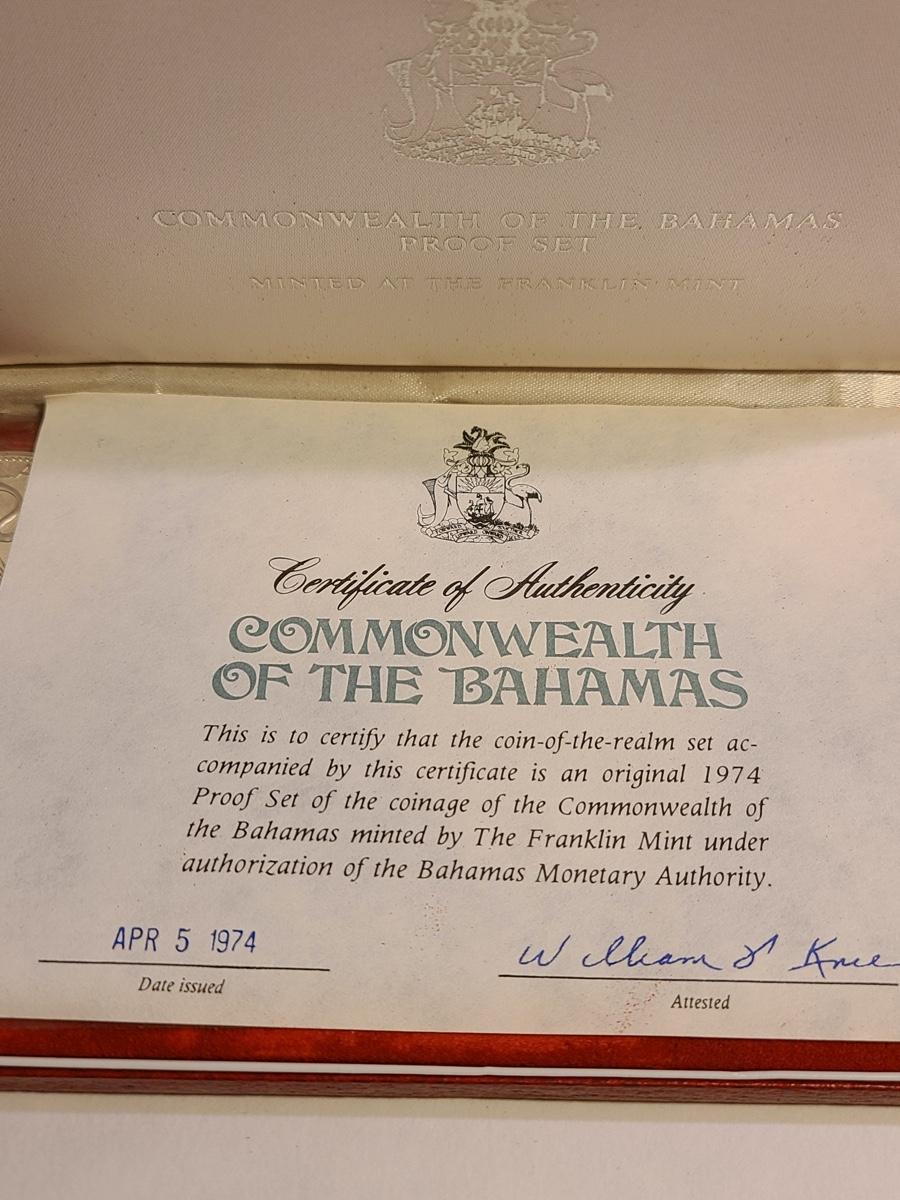 COMMONWEALTH OF THE BAHAMAS
PROOF SET
MINTED AT THE FRANKLIN MINT
Certificate of Authenticity
COMMONWEALTH
OF THE BAHAMAS
This is to certify that the coin-of-the-realm set ac-
companied by this certificate is an original 1974
Proof Set of the coinage of the Commonwealth of
the Bahamas minted by The Franklin Mint under
authorization of the Bahamas Monetary Authority.
APR 5 1974
Date issued
William
Attested